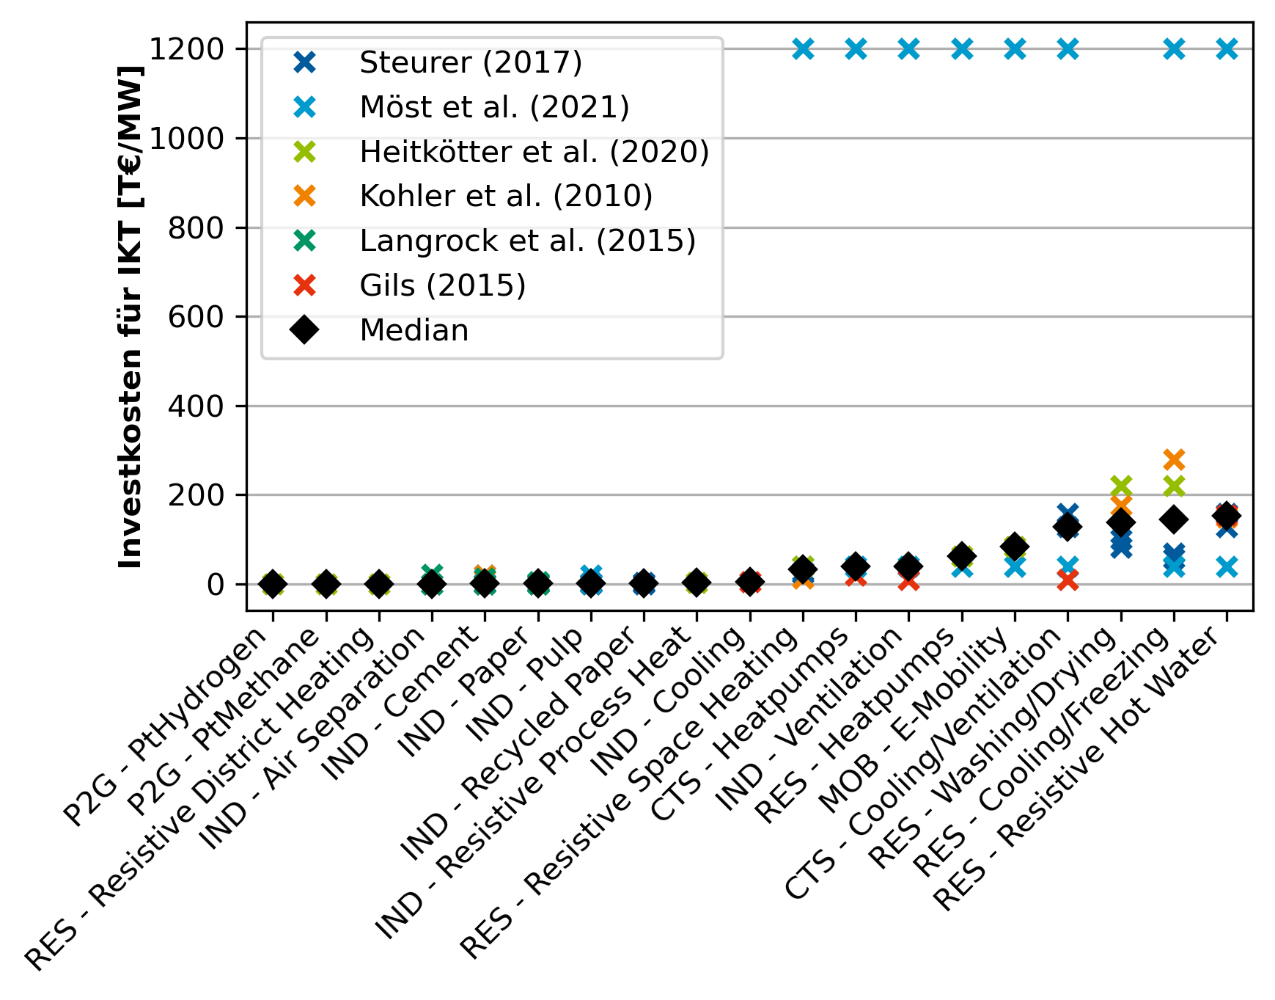 Investkosten für IKT [T€/MW]
1200
1000
800
600
400
200
0
Steurer (2017)
Möst et al. (2021)
Heitkötter et al. (2020)
Kohler et al. (2010)
Langrock et al. (2015)
Gils (2015)
Median
P2G - PtHydrogen
P2G - PtMethane
RES - Resistive District Heating
IND - Air Separation
IND - Cement
IND - Paper
IND - Pulp
IND - Recycled Paper
IND - Resistive Process Heat
IND - Cooling
RES - Resistive Space Heating
CTS - Heatpumps
IND - Ventilation
RES - Heatpumps
MOB - E-Mobility
CTS - Cooling/Ventilation
RES - Washing/Drying
RES - Cooling/Freezing
RES - Resistive Hot Water